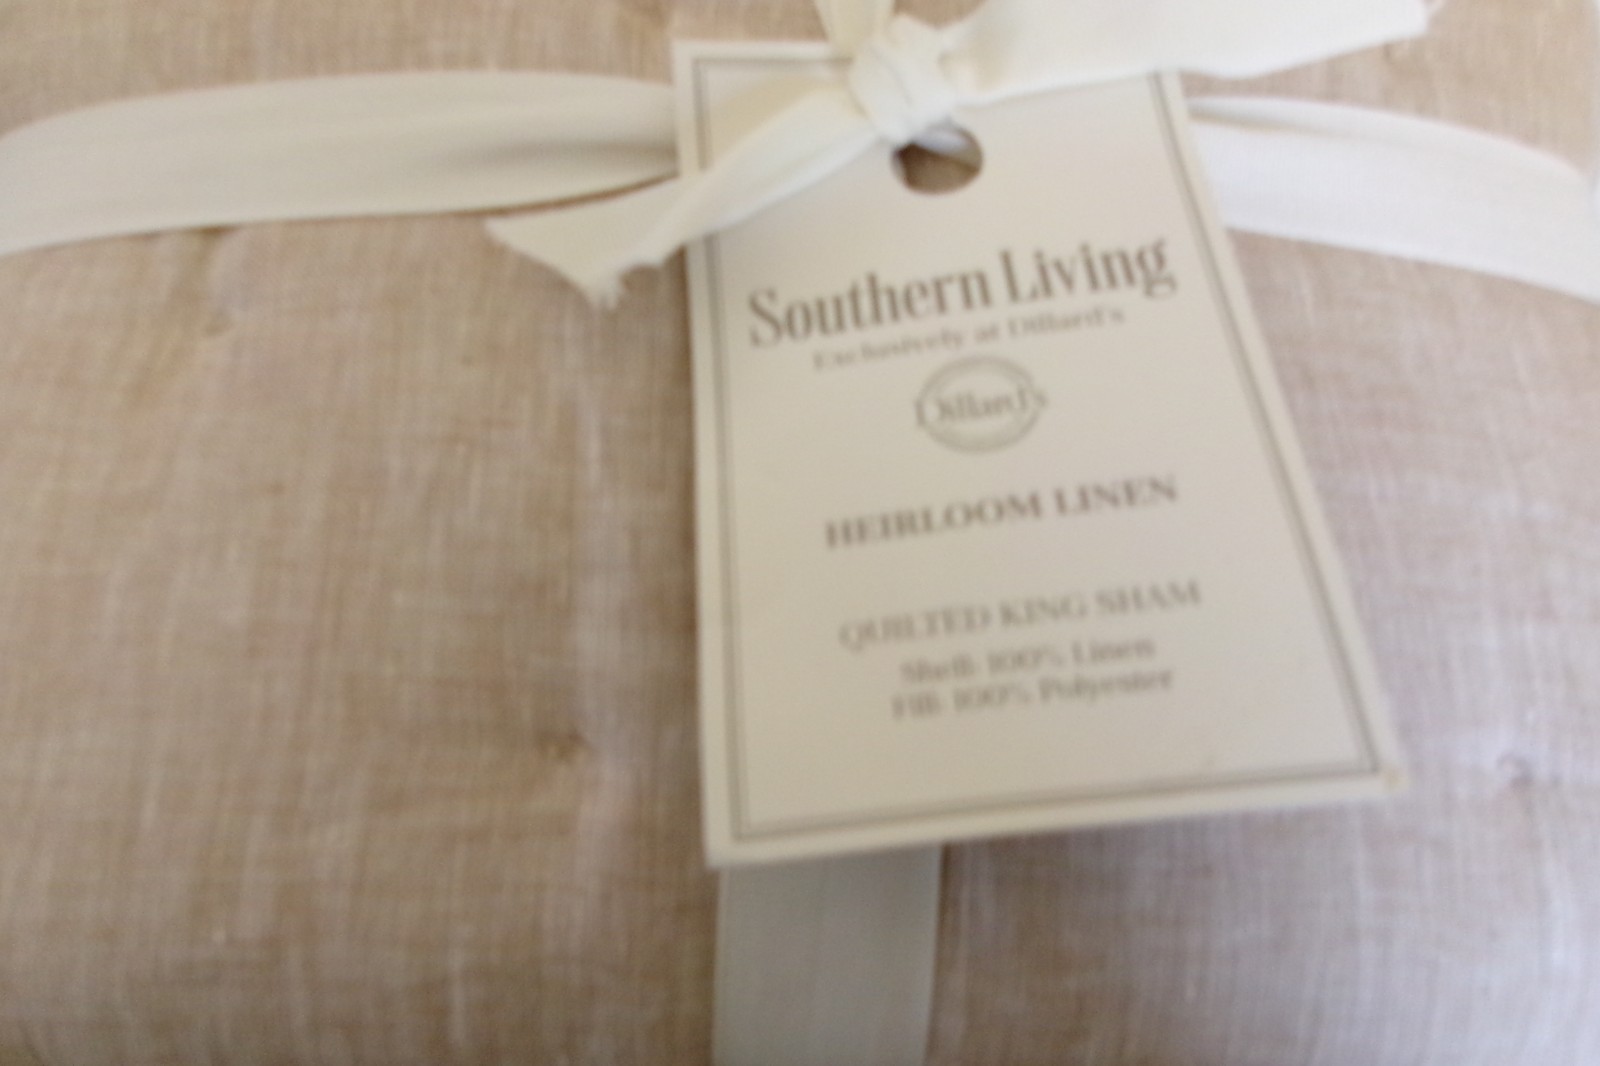 Southern Living
Exclusively at Dillard's
Dillard's
HEIRLOOM LINEN
QUILTED KING SHAM
Shell: 100% Linen
Fill: 100% Polyester